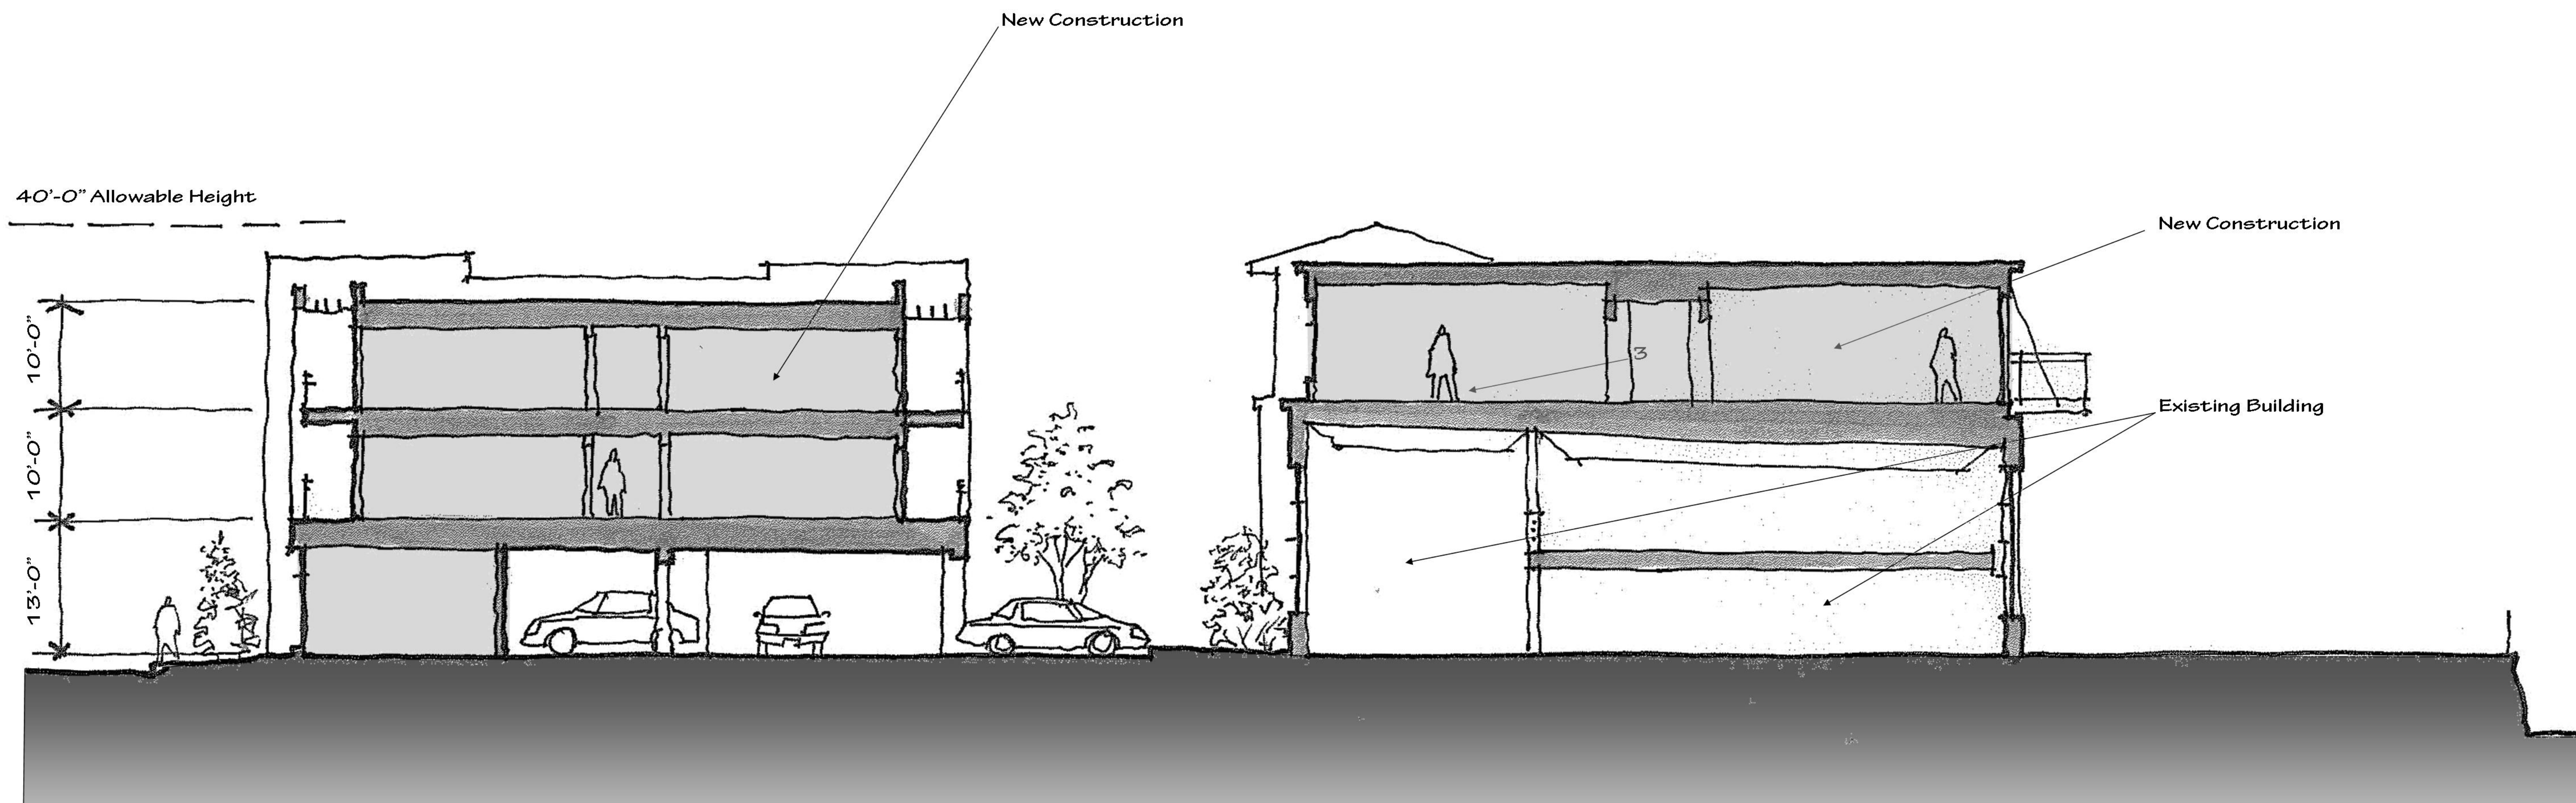 New Construction
40'-0" Allowable Height
New Construction
10'-0"
3
Existing Building
10'-0"
13'-0"